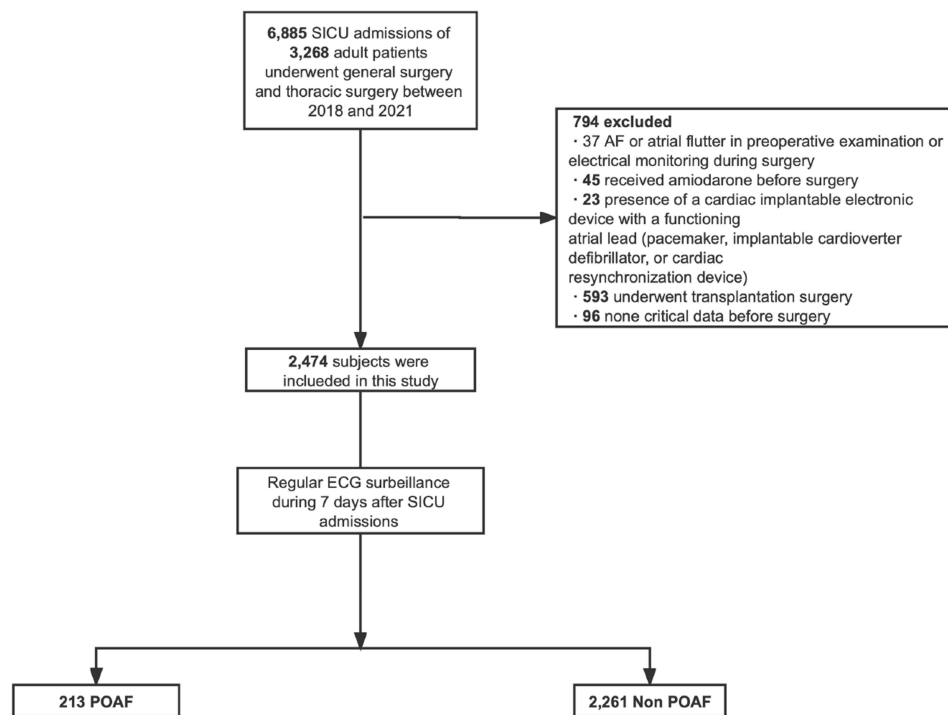 6,885 SICU admissions of
3,268 adult patients
underwent general surgery
and thoracic surgery between
2018 and 2021
794 excluded
· 37 AF or atrial flutter in preoperative examination or
electrical monitoring during surgery
· 45 received amiodarone before surgery
· 23 presence of a cardiac implantable electronic
device with a functioning
atrial lead (pacemaker, implantable cardioverter
defibrillator, or cardiac
resynchronization device)
· 593 underwent transplantation surgery
· 96 none critical data before surgery
2,474 subjects were
inclueded in this study
Regular ECG surbeillance
during 7 days after SICU
admissions
213 POAF
2,261 Non POAF